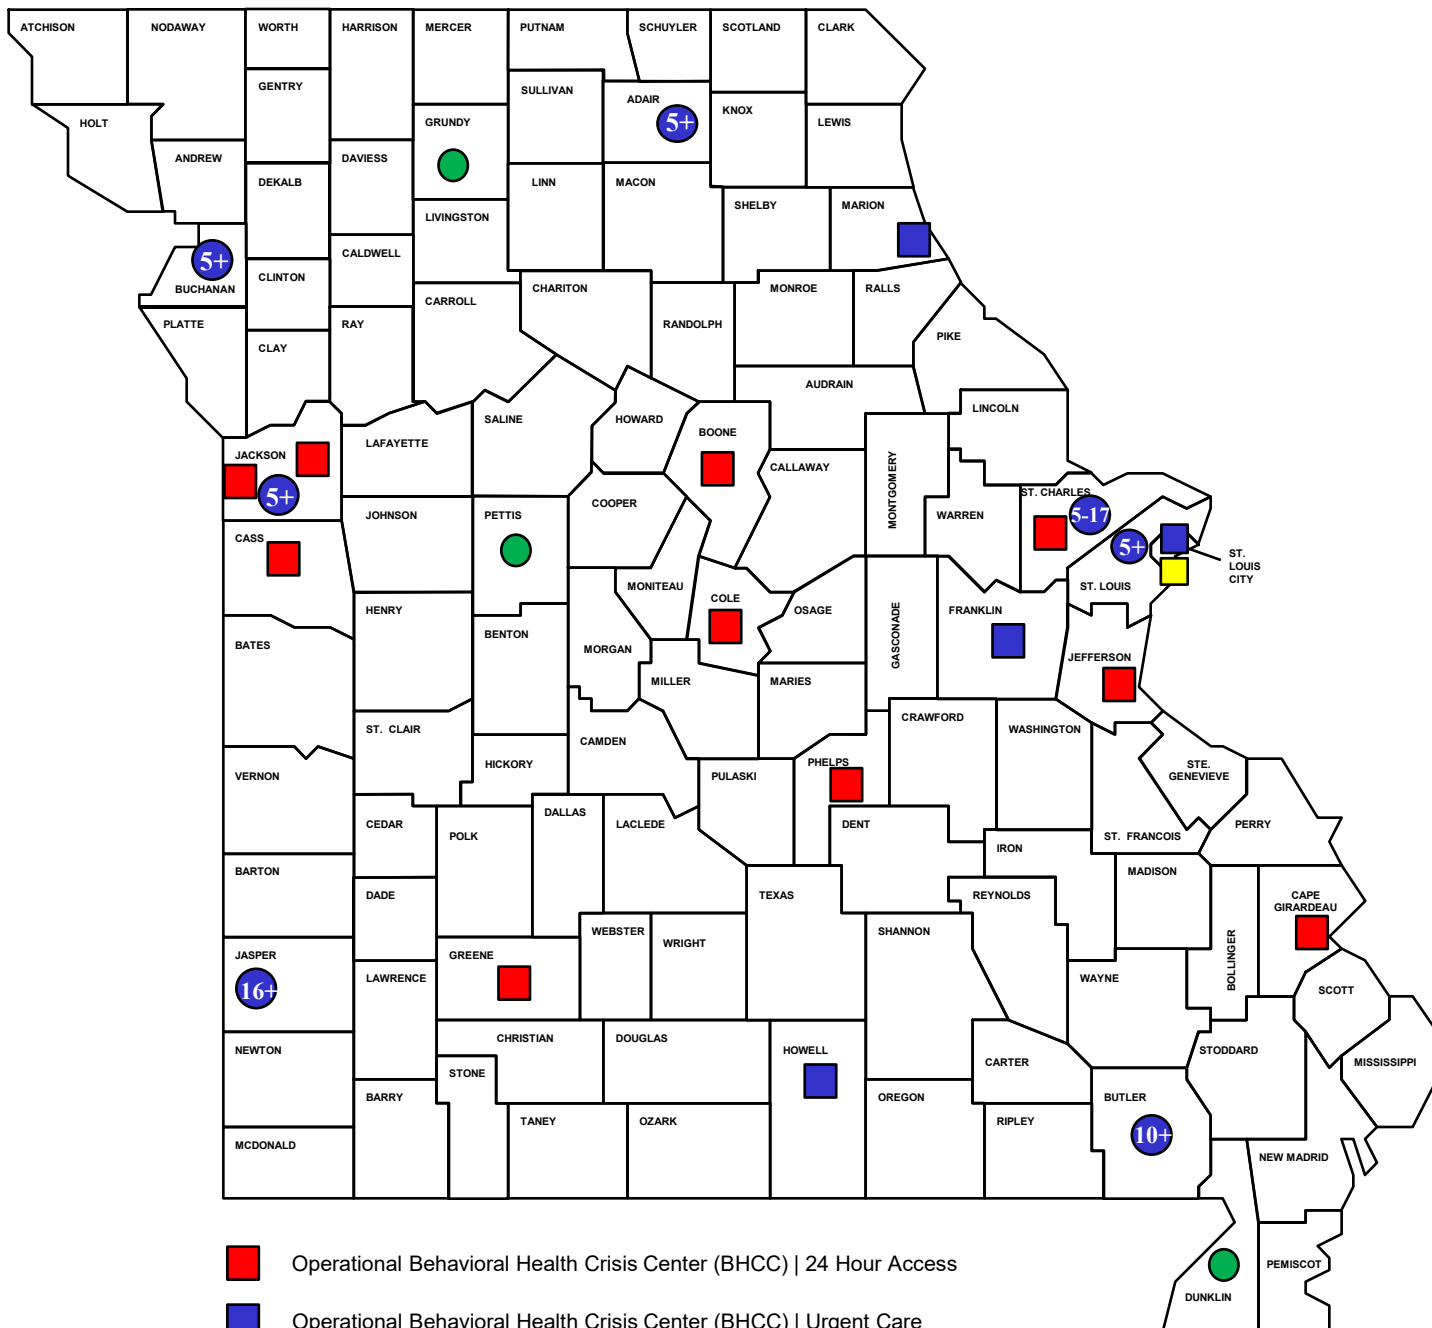 ATCHISON
NODAWAY
WORTH
HARRISON
MERCER
PUTNAM
SCHUYLER
SCOTLAND
CLARK
GENTRY
SULLIVAN
ADAIR
5+
KNOX
HOLT
GRUNDY
LEWIS
ANDREW
DAVIESS
DEKALB
LINN
MACON
SHELBY
MARION
LIVINGSTON
5+
BUCHANAN
CLINTON
CALDWELL
CARROLL
CHARITON
MONROE
RALLS
PLATTE
RAY
RANDOLPH
PIKE
CLAY
AUDRAIN
SALINE
HOWARD
LINCOLN
BOONE
JACKSON
5+
LAFAYETTE
CALLAWAY
MONTGOMERY
ST. CHARLES
5-17
COOPER
JOHNSON
PETTIS
WARREN
CASS
5+
ST.
LOUIS
CITY
MONITEAU
ST. LOUIS
COLE
HENRY
OSAGE
GASCONADE
FRANKLIN
BENTON
BATES
MORGAN
JEFFERSON
MILLER
MARIES
ST. CLAIR
CRAWFORD
WASHINGTON
CAMDEN
HICKORY
PHELPS
STE.
GENEVIEVE
VERNON
PULASKI
DALLAS
CEDAR
LACLEDE
DENT
POLK
ST. FRANCOIS
PERRY
IRON
BARTON
MADISON
DADE
TEXAS
REYNOLDS
CAPE
GIRARDEAU
WEBSTER
SHANNON
WRIGHT
JASPER
16+
GREENE
BOLLINGER
LAWRENCE
WAYNE
SCOTT
CHRISTIAN
DOUGLAS
NEWTON
HOWELL
STODDARD
CARTER
MISSISSIPPI
STONE
BARRY
OREGON
BUTLER
10+
TANEY
OZARK
RIPLEY
MCDONALD
NEW MADRID
PEMISCOT
DUNKLIN
Operational Behavioral Health Crisis Center (BHCC) | 24 Hour Access
Operational Behavioral Health Crisis Center (BHCC) | Urgent Care